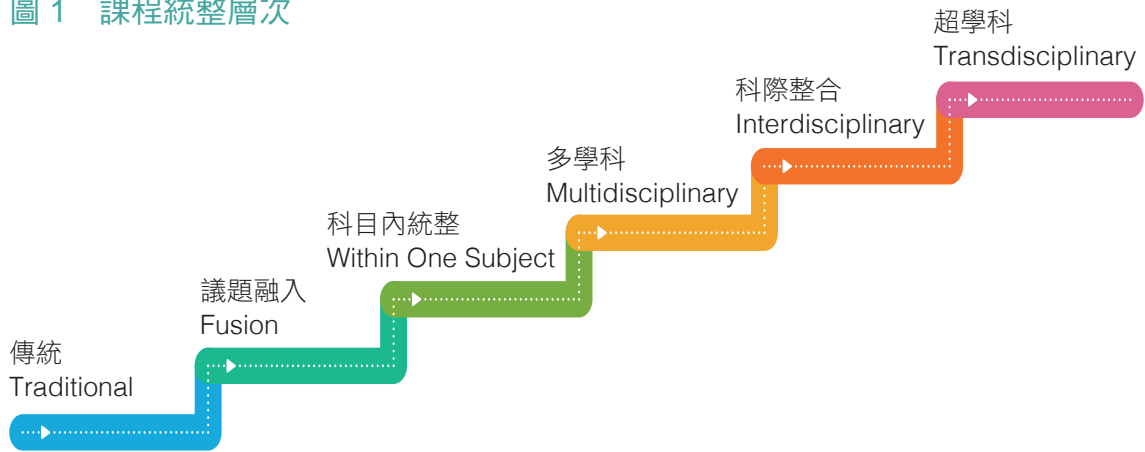 圖 1 課程統整層次
超學科
Transdisciplinary
科際整合
Interdisciplinary
多學科
Multidisciplinary
科目內統整
Within One Subject
議題融入
Fusion
傳統
Traditional